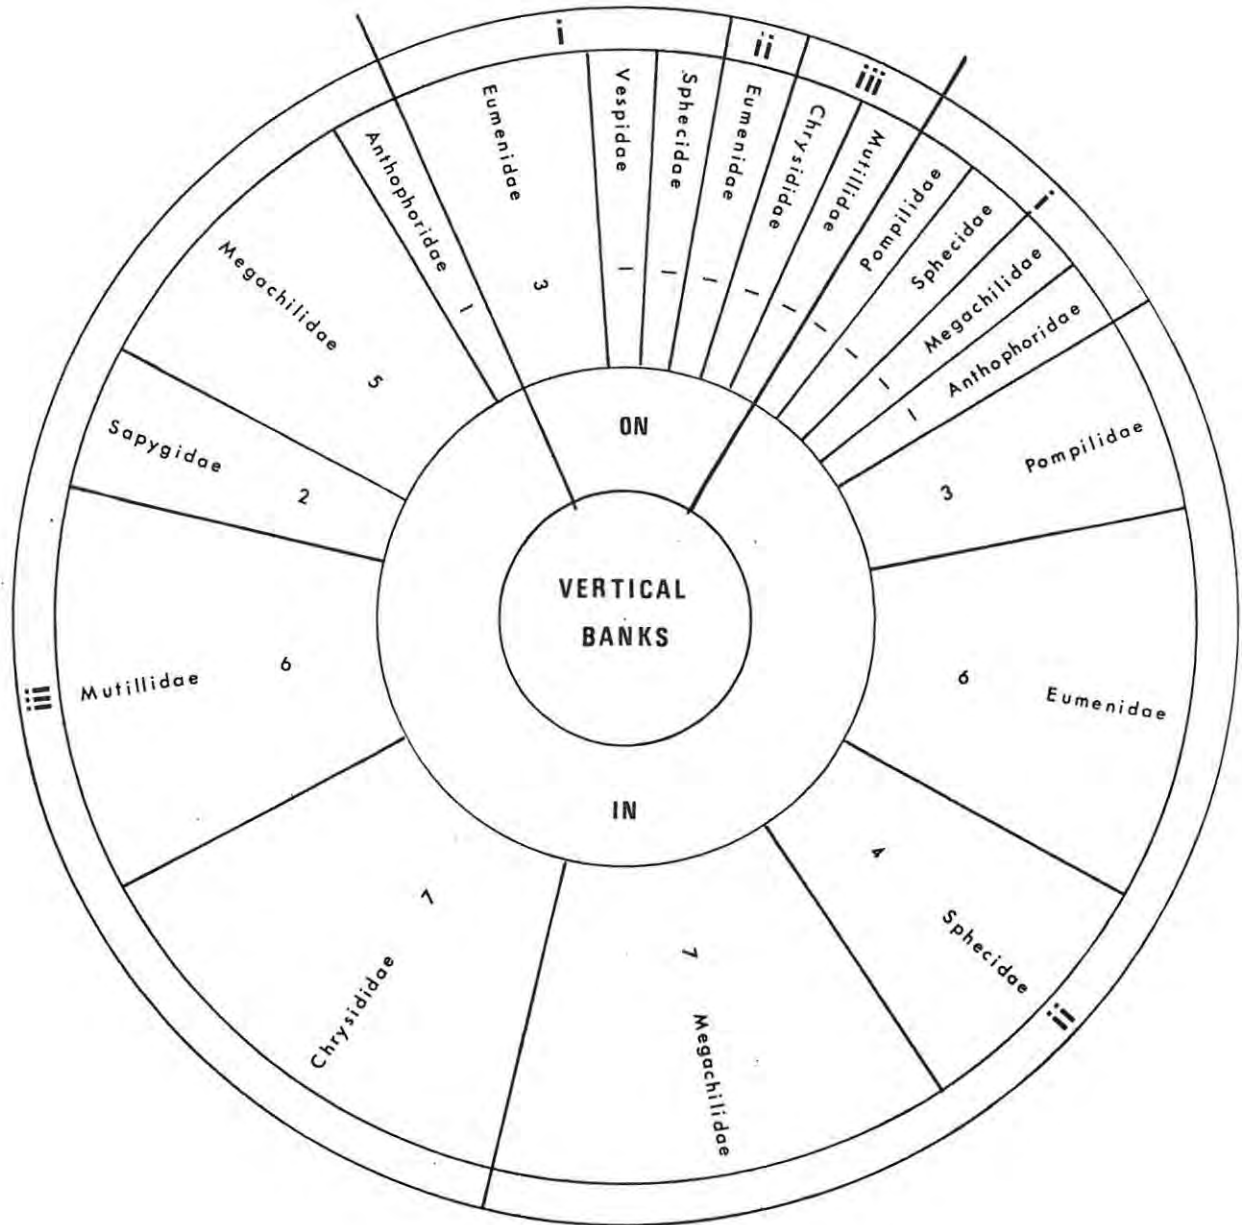 i
Eumenidae 3
Vespidae 1
Sphecidae 1
ii
Eumenidae 1
iii
Chrysididae 1
Mutillidae 1
i
Pompilidae 1
Sphecidae 1
Megachilidae 1
Anthophoridae 1
ii
Pompilidae 3
Eumenidae 6
Sphecidae 4
Megachilidae 7
iii
Chrysididae 7
Mutillidae 6
Sapygidae 2
Megachilidae 5
Anthophoridae 1
ON
VERTICAL
BANKS
IN